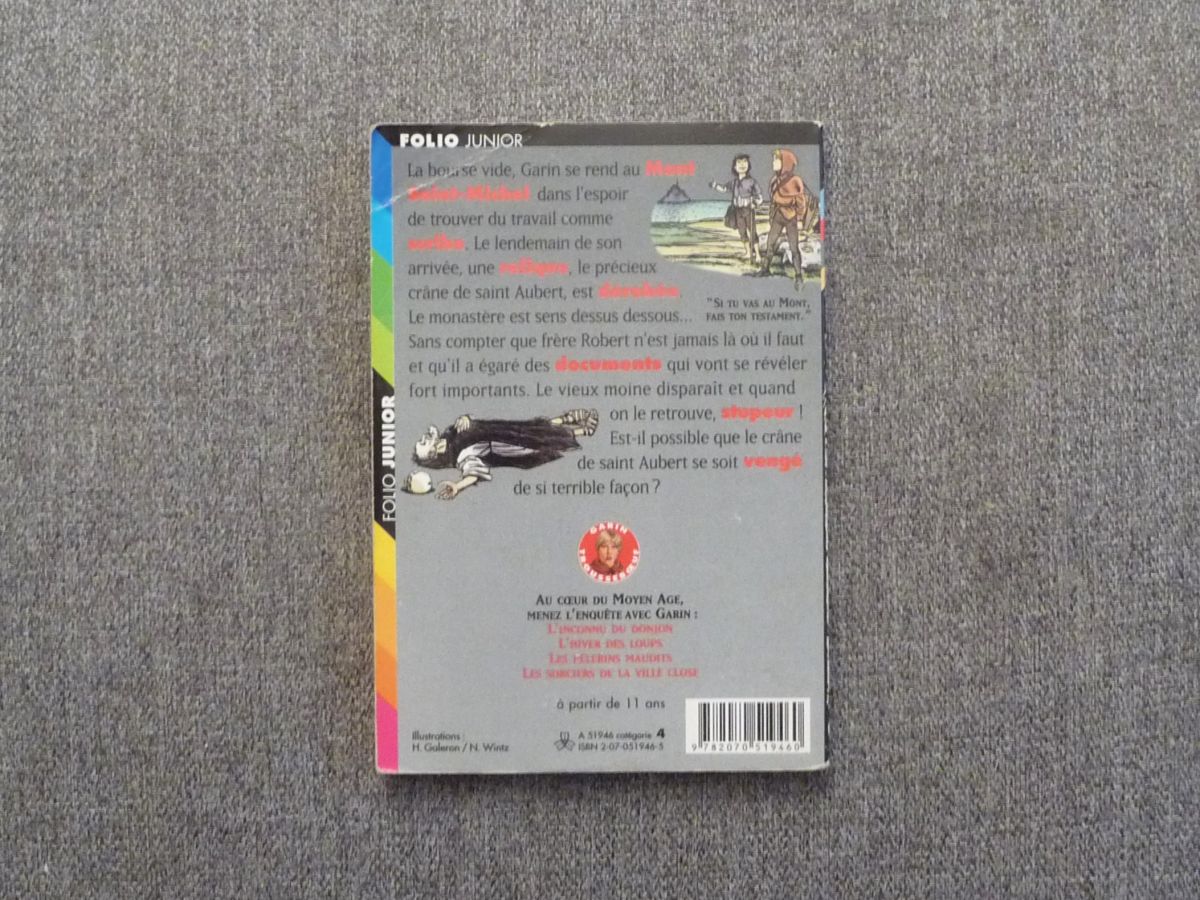 FOLIO JUNIOR
La bourse vide, Garin se rend au Mont
Saint-Michel dans l'espoir
de trouver du travail comme
scribe. Le lendemain de son
arrivée, une relique, le précieux
crâne de saint Aubert, est dérobée.
Le monastère est sens dessus dessous...
"SI TU VAS AU MONT,
FAIS TON TESTAMENT."
Sans compter que frère Robert n'est jamais là où il faut
et qu'il a égaré des documents qui vont se révéler
fort importants. Le vieux moine disparaît et quand
on le retrouve, stupeur !
Est-il possible que le crâne
de saint Aubert se soit vengé
de si terrible façon ?
FOLIO JUNIOR
GARIN
TROUSSEBŒUF
AU CŒUR DU MOYEN AGE,
MENEZ L'ENQUÊTE AVEC GARIN :
L'INCONNU DU DONJON
L'HIVER DES LOUPS
LES PÈLERINS MAUDITS
LES SORCIERS DE LA VILLE CLOSE
à partir de 11 ans
Illustrations :
H. Galeron / N. Wintz
A 51946 catégorie 4
ISBN 2-07-051946-5
9 782070 519460